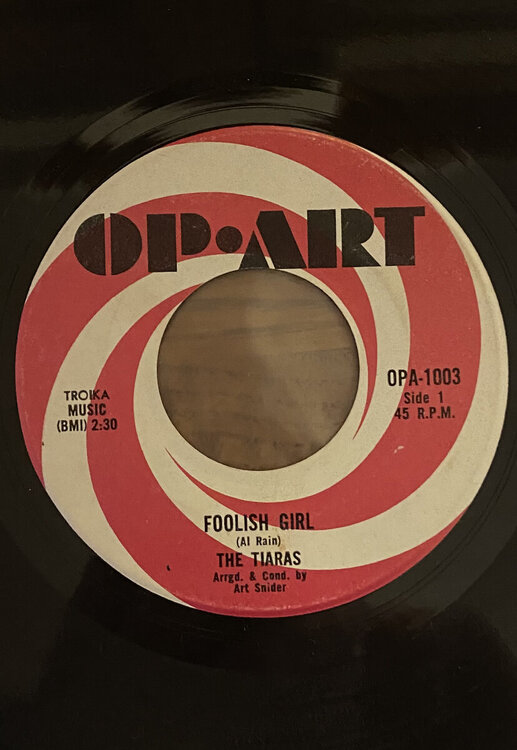 OP•ART
TROIKA
MUSIC
(BMI) 2:30
OPA-1003
Side 1
45 R.P.M.
FOOLISH GIRL
(Al Rain)
THE TIARAS
Arrgd. & Cond. by
Art Snider